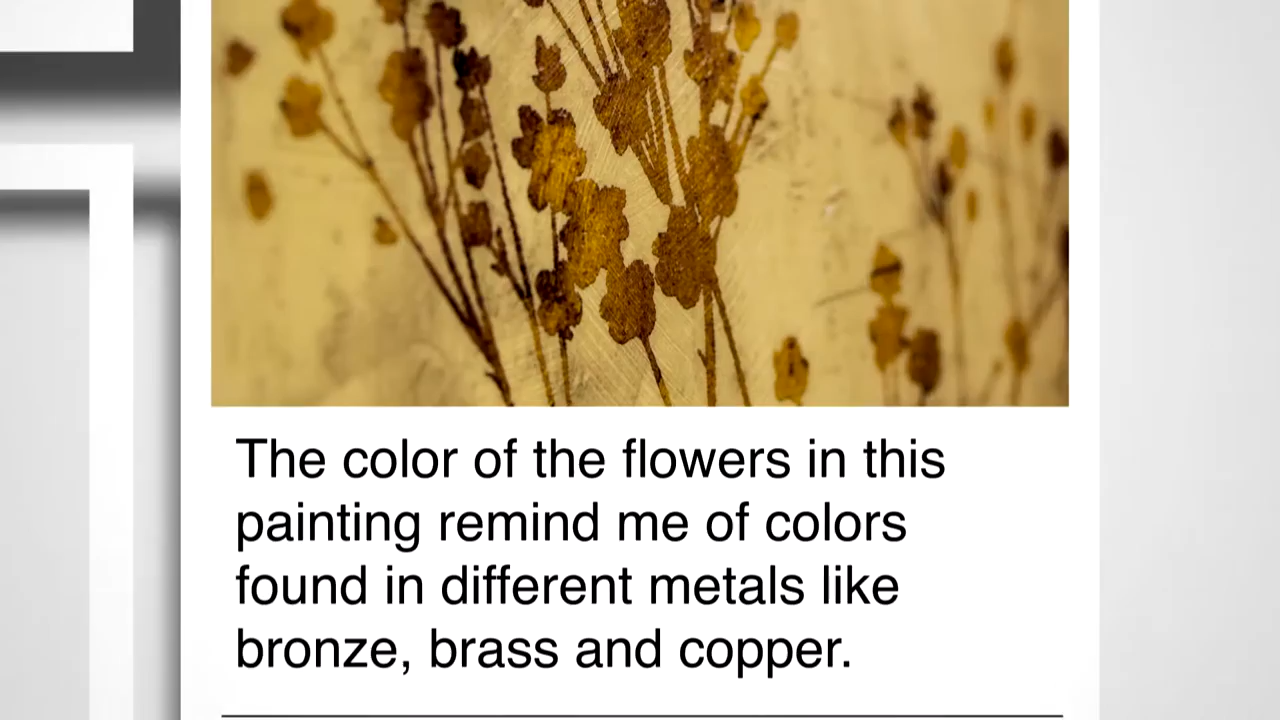 The color of the flowers in this
painting remind me of colors
found in different metals like
bronze, brass and copper.